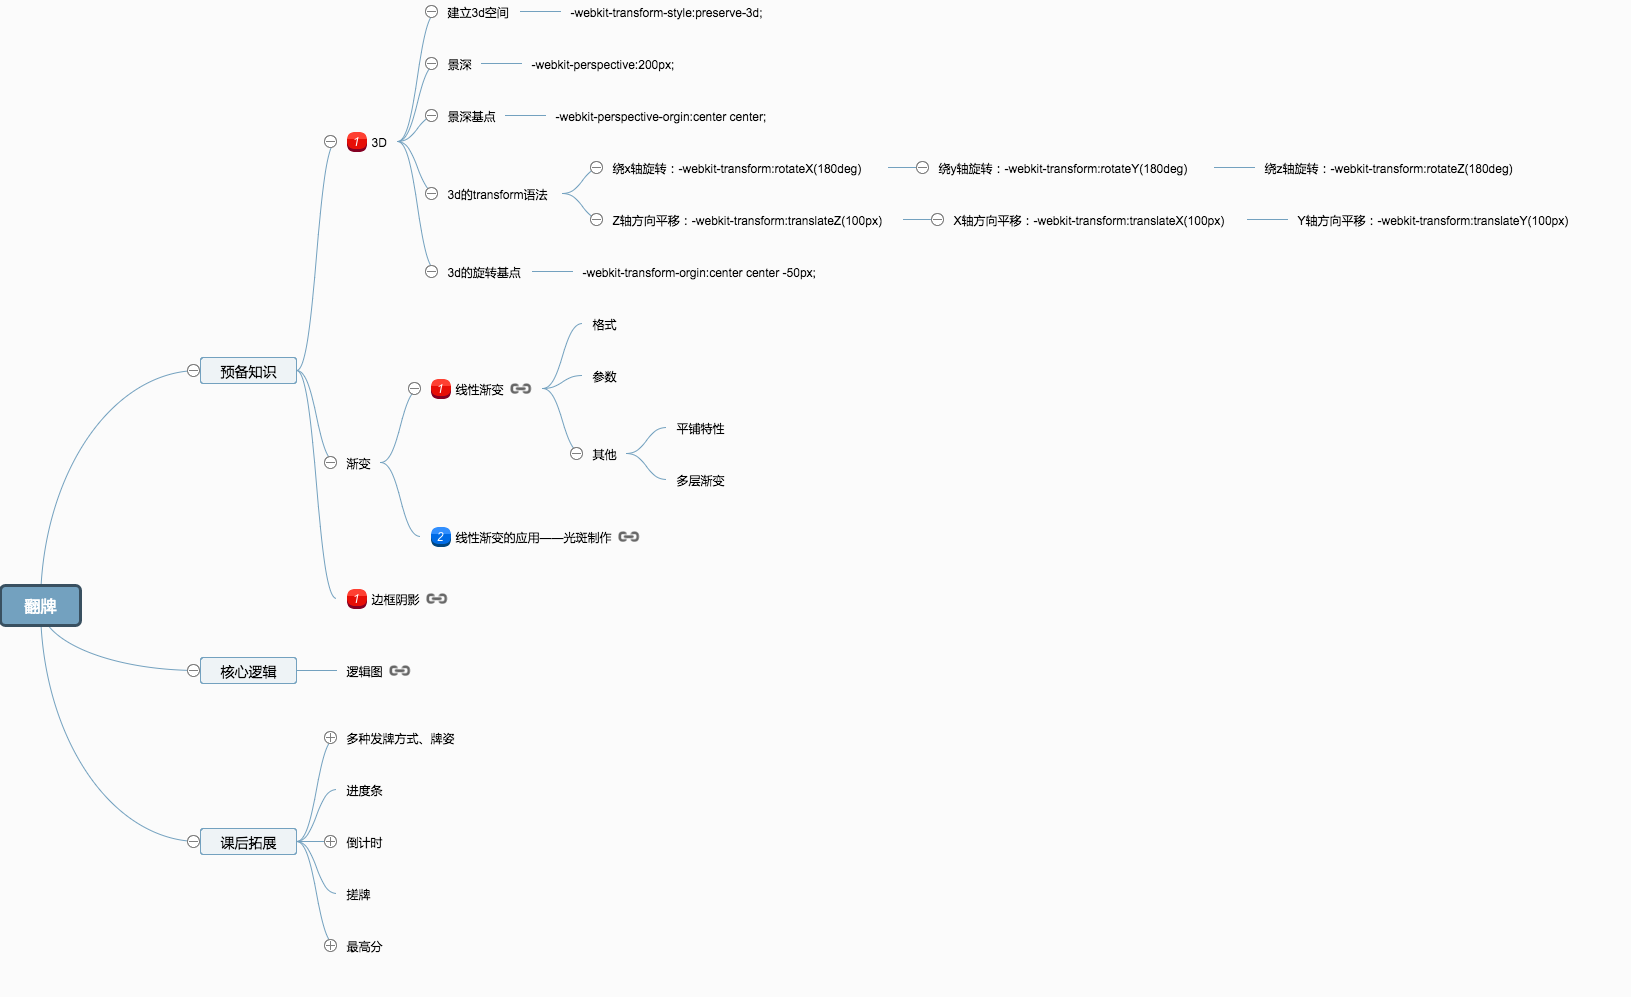 建立3d空间 -webkit-transform-style:preserve-3d;
景深 -webkit-perspective:200px;
景深基点 -webkit-perspective-orgin:center center;
1 3D
绕x轴旋转：-webkit-transform:rotateX(180deg) 绕y轴旋转：-webkit-transform:rotateY(180deg) 绕z轴旋转：-webkit-transform:rotateZ(180deg)
3d的transform语法
Z轴方向平移：-webkit-transform:translateZ(100px) X轴方向平移：-webkit-transform:translateX(100px) Y轴方向平移：-webkit-transform:translateY(100px)
3d的旋转基点 -webkit-transform-orgin:center center -50px;
格式
预备知识
参数
1 线性渐变
平铺特性
其他
渐变
多层渐变
2 线性渐变的应用——光斑制作
1 边框阴影
翻牌
核心逻辑 逻辑图
多种发牌方式、牌姿
进度条
课后拓展 倒计时
搓牌
最高分